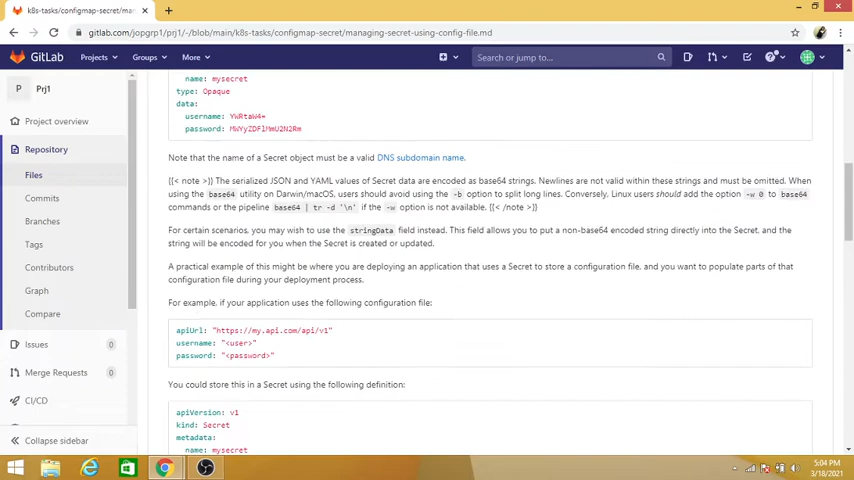 k8s-tasks/configmap-secret/mana
gitlab.com/jopgrp1/prj1/-/blob/main/k8s-tasks/configmap-secret/managing-secret-using-config-file.md
GitLab
Projects
Groups
More
Search or jump to...
P
Prj1
Project overview
Repository
Files
Commits
Branches
Tags
Contributors
Graph
Compare
Issues
0
Merge Requests
0
CI/CD
Collapse sidebar
name: mysecret
type: Opaque
data:
username: YWRtaW4=
password: MWYyZDFlMmU2N2Rm
Note that the name of a Secret object must be a valid DNS subdomain name.
{{< note >}} The serialized JSON and YAML values of Secret data are encoded as base64 strings. Newlines are not valid within these strings and must be omitted. When
using the base64 utility on Darwin/macOS, users should avoid using the -b option to split long lines. Conversely, Linux users should add the option -w 0 to base64
commands or the pipeline base64 | tr -d '\n' if the -w option is not available. {{< /note >}}
For certain scenarios, you may wish to use the stringData field instead. This field allows you to put a non-base64 encoded string directly into the Secret, and the
string will be encoded for you when the Secret is created or updated.
A practical example of this might be where you are deploying an application that uses a Secret to store a configuration file, and you want to populate parts of that
configuration file during your deployment process.
For example, if your application uses the following configuration file:
apiUrl: "https://my.api.com/api/v1"
username: "<user>"
password: "<password>"
You could store this in a Secret using the following definition:
apiVersion: v1
kind: Secret
metadata:
name: mysecret
5:04 PM
3/18/2021